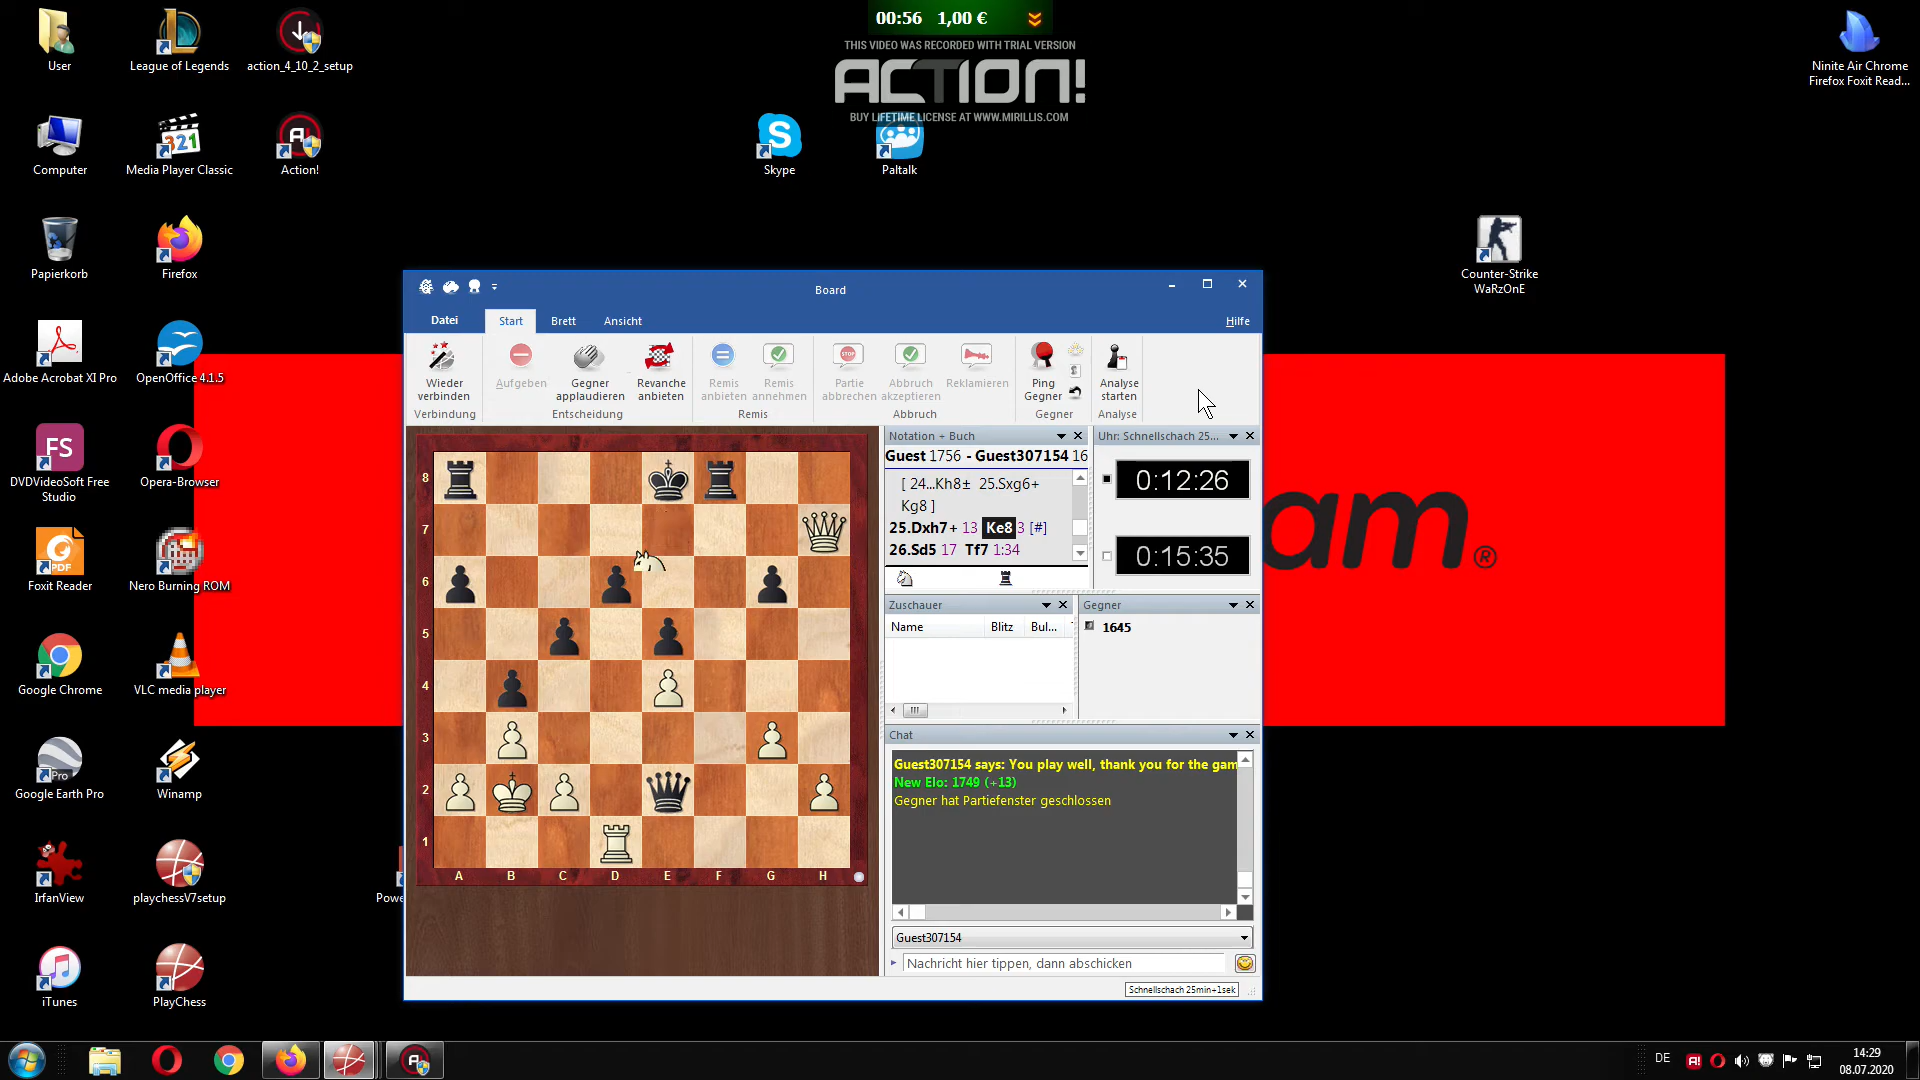 00:56 1,00 €
THIS VIDEO WAS RECORDED WITH TRIAL VERSION
ACTION!
BUY LIFETIME LICENSE AT WWW.MIRILLIS.COM
User
League of Legends
action_4_10_2_setup
Ninite Air Chrome
Firefox Foxit Read...
Computer
Media Player Classic
Action!
Skype
Paltalk
Papierkorb
Firefox
Counter-Strike
WaRzOnE
Adobe Acrobat XI Pro
OpenOffice 4.1.5
DVDVideoSoft Free
Studio
Opera-Browser
Foxit Reader
Nero Burning ROM
Google Chrome
VLC media player
Google Earth Pro
Winamp
IrfanView
playchessV7setup
Powe
iTunes
PlayChess
am®
Board
Datei
Start
Brett
Ansicht
Hilfe
Wieder
verbinden
Aufgeben
Gegner
applaudieren
Revanche
anbieten
Remis
anbieten
Remis
annehmen
Partie
abbrechen
Abbruch
akzeptieren
Reklamieren
Ping
Gegner
Analyse
starten
Verbindung
Entscheidung
Remis
Abbruch
Gegner
Analyse
8
7
6
5
4
3
2
1
A B C D E F G H
Notation + Buch
Guest 1756 - Guest307154 16
[ 24...Kh8± 25.Sxg6+
Kg8 ]
25.Dxh7+ 13 Ke8 3 [#]
26.Sd5 17 Tf7 1:34
Uhr: Schnellschach 25...
0:12:26
0:15:35
Zuschauer
Name Blitz Bul...
Gegner
1645
Chat
Guest307154 says: You play well, thank you for the gam
New Elo: 1749 (+13)
Gegner hat Partiefenster geschlossen
Guest307154
Nachricht hier tippen, dann abschicken
Schnellschach 25min+1sek
DE
14:29
08.07.2020